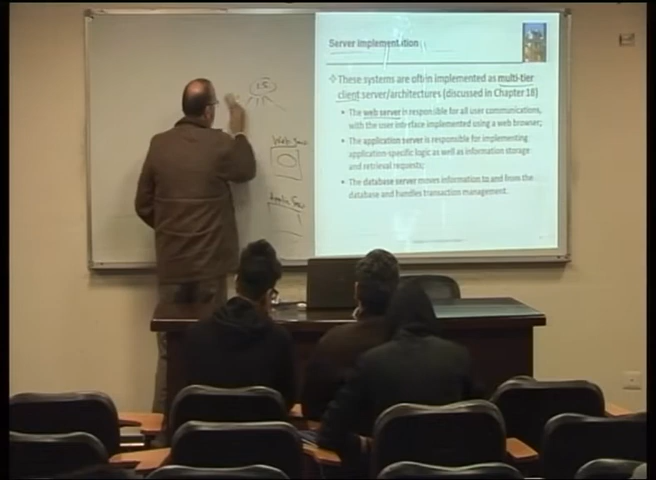 Server implementation
These systems are often implemented as multi-tier
client server/architectures (discussed in Chapter 18)
The web server is responsible for all user communications,
with the user interface implemented using a web browser;
The application server is responsible for implementing
application-specific logic as well as information storage
and retrieval requests;
The database server moves information to and from the
database and handles transaction management.